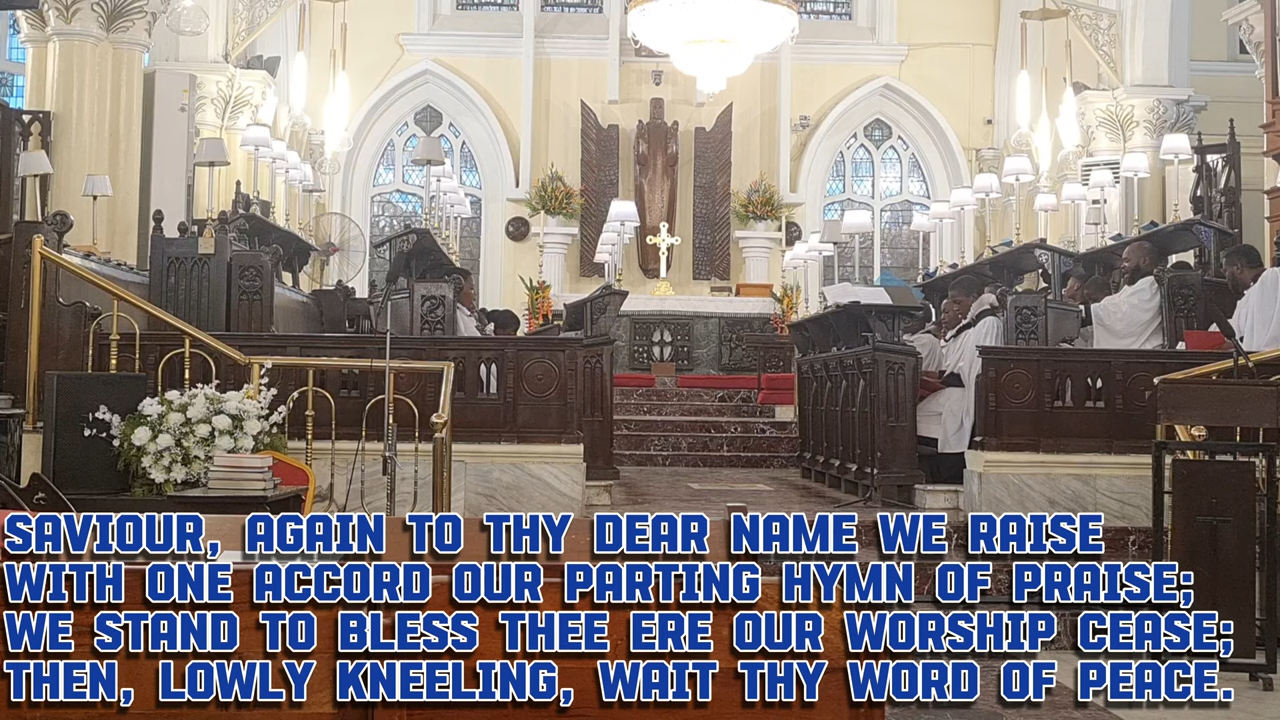 SAVIOUR, AGAIN TO THY DEAR NAME WE RAISE
WITH ONE ACCORD OUR PARTING HYMN OF PRAISE;
WE STAND TO BLESS THEE ERE OUR WORSHIP CEASE;
THEN, LOWLY KNEELING, WAIT THY WORD OF PEACE.